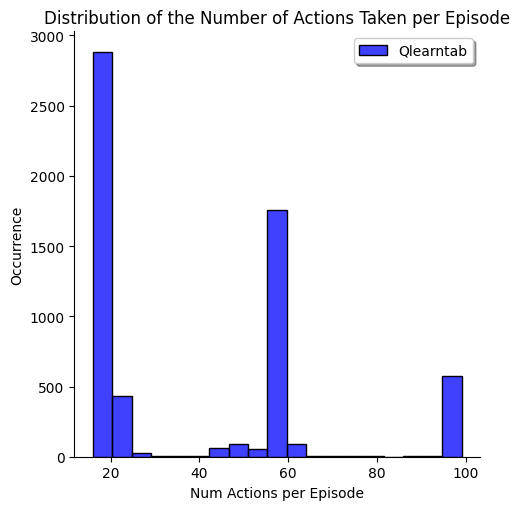 Distribution of the Number of Actions Taken per Episode
Qlearntab
3000
2500
2000
1500
1000
500
0
Occurrence
20 40 60 80 100
Num Actions per Episode